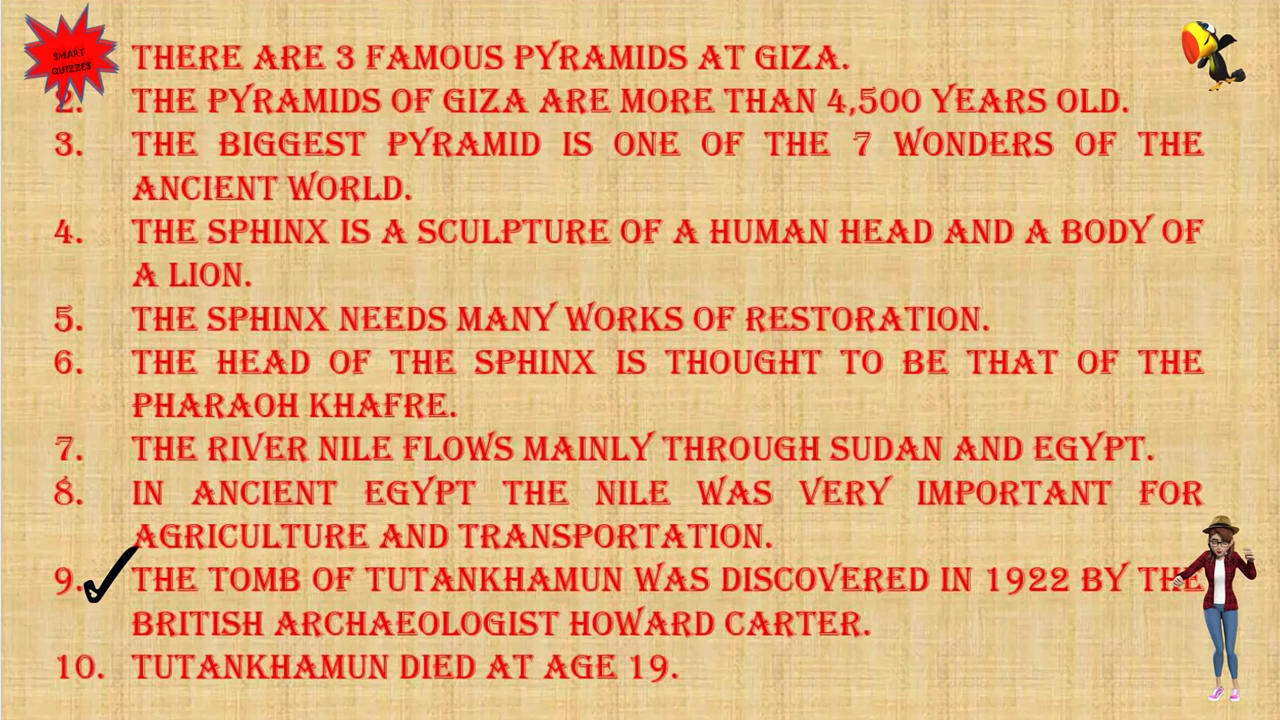 SMART
QUIZZES
THERE ARE 3 FAMOUS PYRAMIDS AT GIZA.
2. THE PYRAMIDS OF GIZA ARE MORE THAN 4,500 YEARS OLD.
3. THE BIGGEST PYRAMID IS ONE OF THE 7 WONDERS OF THE
ANCIENT WORLD.
4. THE SPHINX IS A SCULPTURE OF A HUMAN HEAD AND A BODY OF
A LION.
5. THE SPHINX NEEDS MANY WORKS OF RESTORATION.
6. THE HEAD OF THE SPHINX IS THOUGHT TO BE THAT OF THE
PHARAOH KHAFRE.
7. THE RIVER NILE FLOWS MAINLY THROUGH SUDAN AND EGYPT.
8. IN ANCIENT EGYPT THE NILE WAS VERY IMPORTANT FOR
AGRICULTURE AND TRANSPORTATION.
9. THE TOMB OF TUTANKHAMUN WAS DISCOVERED IN 1922 BY THE
BRITISH ARCHAEOLOGIST HOWARD CARTER.
10. TUTANKHAMUN DIED AT AGE 19.